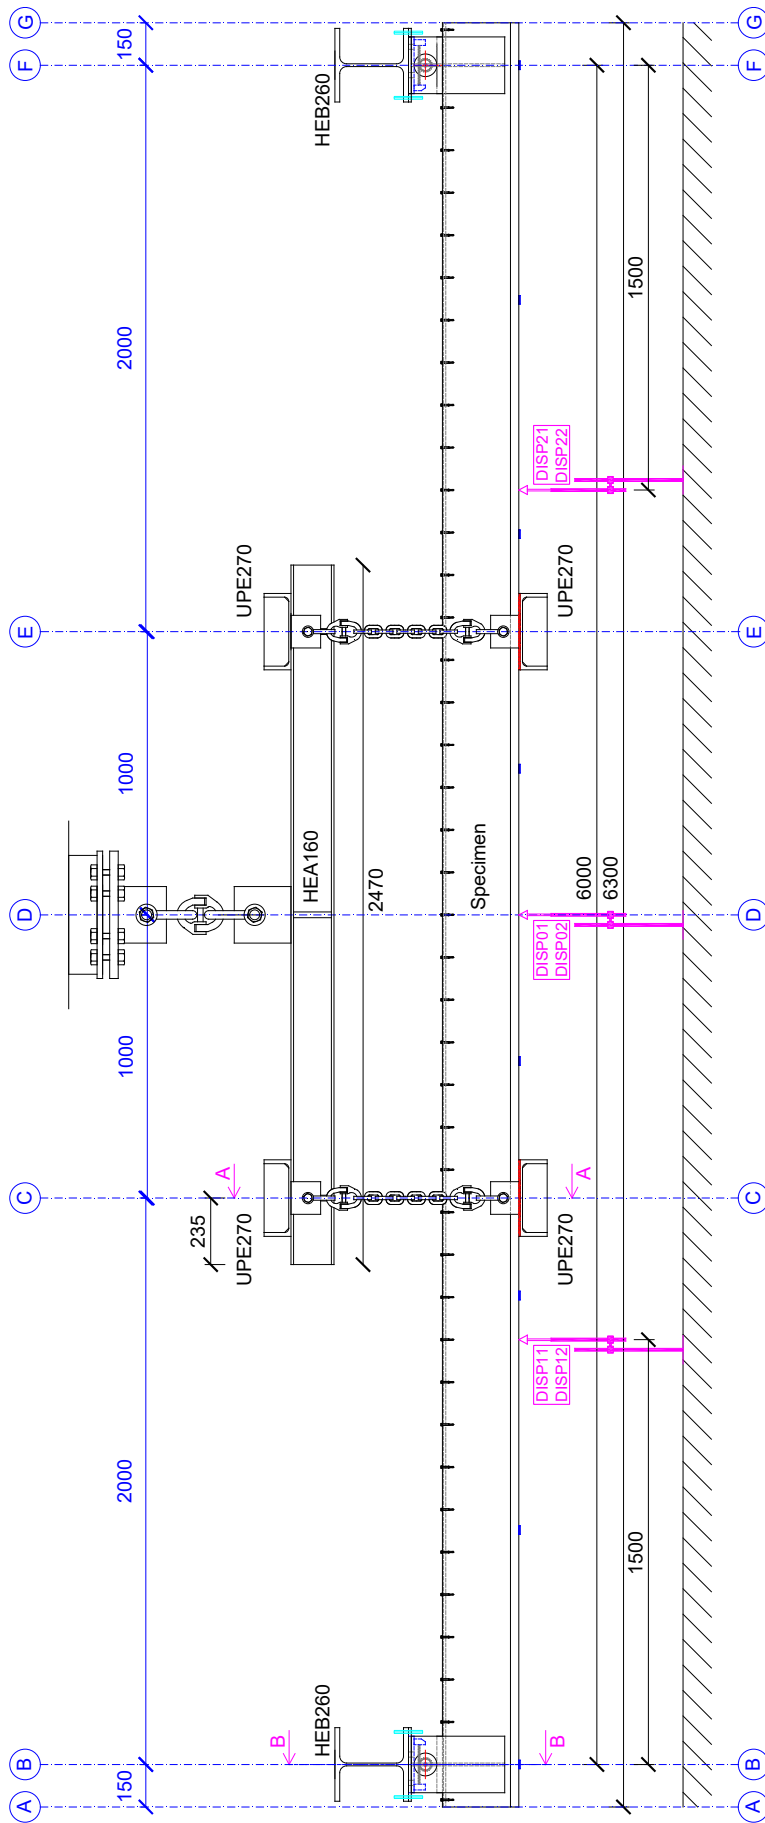 A
B
C
D
E
F
G
150
2000
1000
1000
2000
150
UPE270
A
235
UPE270
HEA160
2470
B
HEB260
HEB260
Specimen
DISP11
DISP12
DISP01
DISP02
DISP21
DISP22
UPE270
A
UPE270
B
1500
6000
6300
1500
A
B
C
D
E
F
G